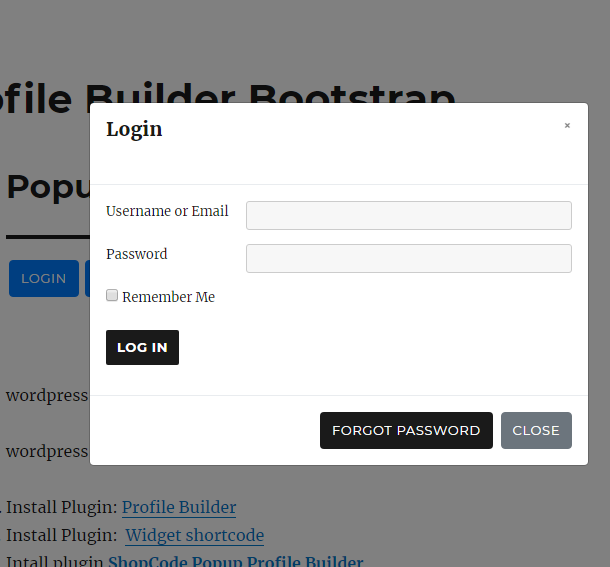 ofile Builder Bootstrap
Login
×
Popu
Username or Email
Password
LOGIN
Remember Me
LOG IN
wordpress
FORGOT PASSWORD
CLOSE
wordpress
. Install Plugin: Profile Builder
Install Plugin: Widget shortcode
Intall plugin ShopCode Popup Profile Builder